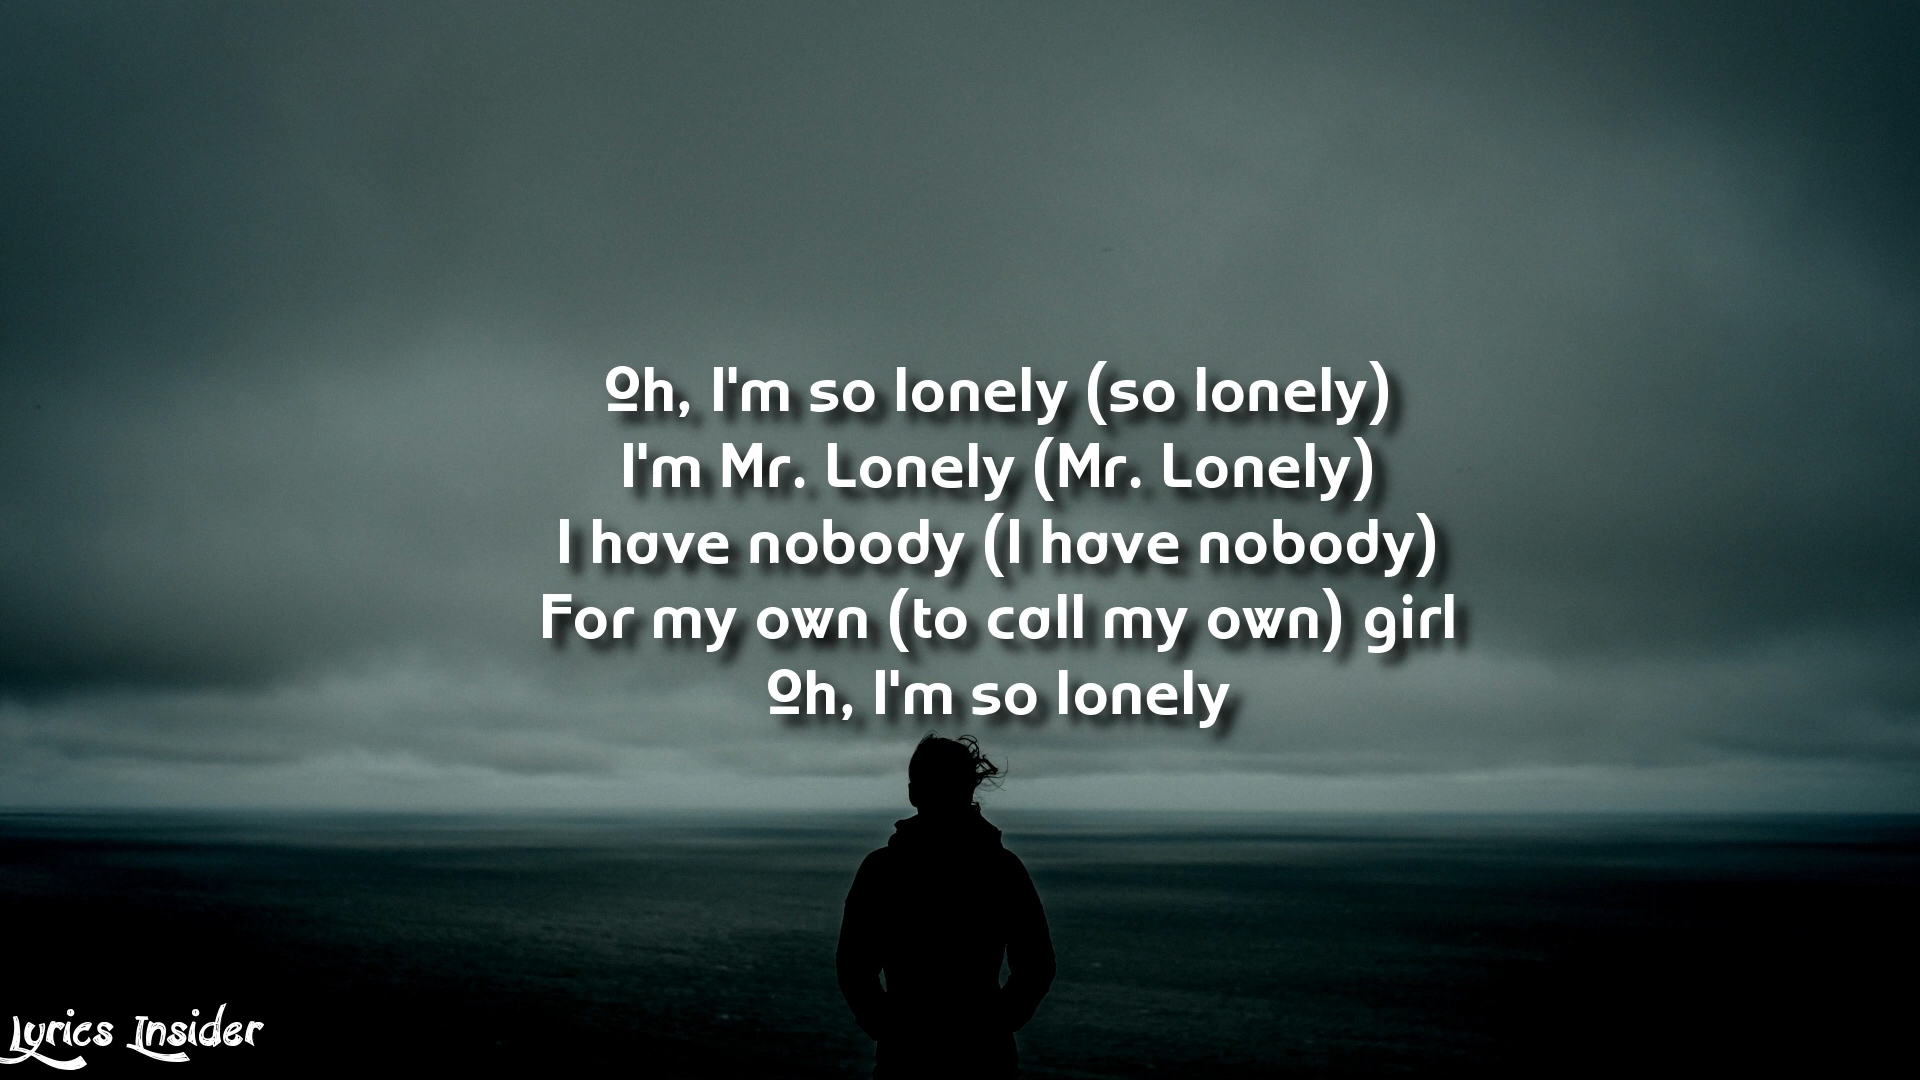 Oh, I'm so lonely (so lonely)
I'm Mr. Lonely (Mr. Lonely)
I have nobody (I have nobody)
For my own (to call my own) girl
Oh, I'm so lonely
Lyrics Insider